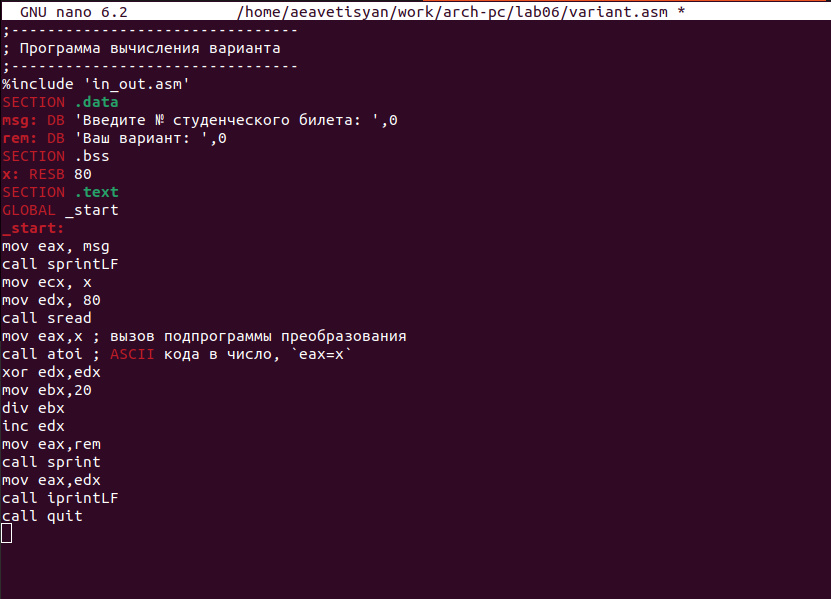 GNU nano 6.2 /home/aeavetisyan/work/arch-pc/lab06/variant.asm *
;--------------------------------
; Программа вычисления варианта
;--------------------------------
%include 'in_out.asm'
SECTION .data
msg: DB 'Введите № студенческого билета: ',0
rem: DB 'Ваш вариант: ',0
SECTION .bss
x: RESB 80
SECTION .text
GLOBAL _start
_start:
mov eax, msg
call sprintLF
mov ecx, x
mov edx, 80
call sread
mov eax,x ; вызов подпрограммы преобразования
call atoi ; ASCII кода в число, `eax=x`
xor edx,edx
mov ebx,20
div ebx
inc edx
mov eax,rem
call sprint
mov eax,edx
call iprintLF
call quit